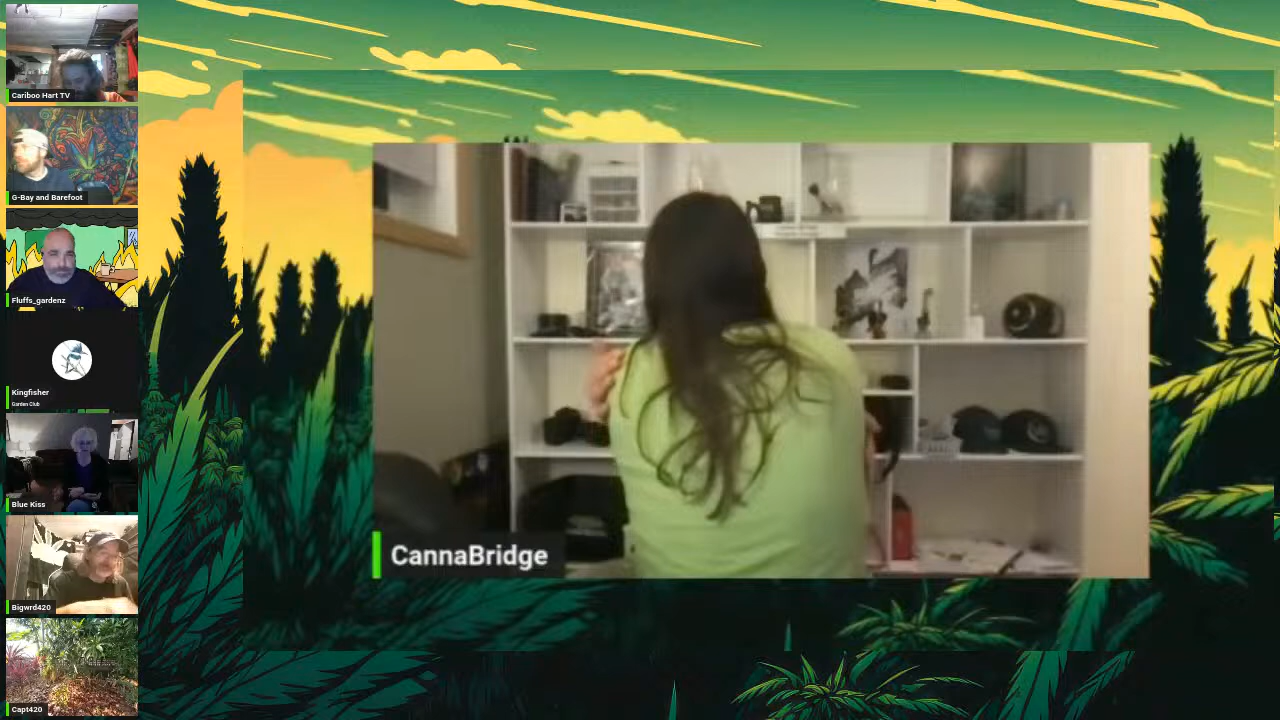 Cariboo Hart TV
G-Bay and Barefoot
Fluffs_gardenz
Kingfisher
Garden Club
Blue Kiss
Bigwrd420
Capt420
CannaBridge